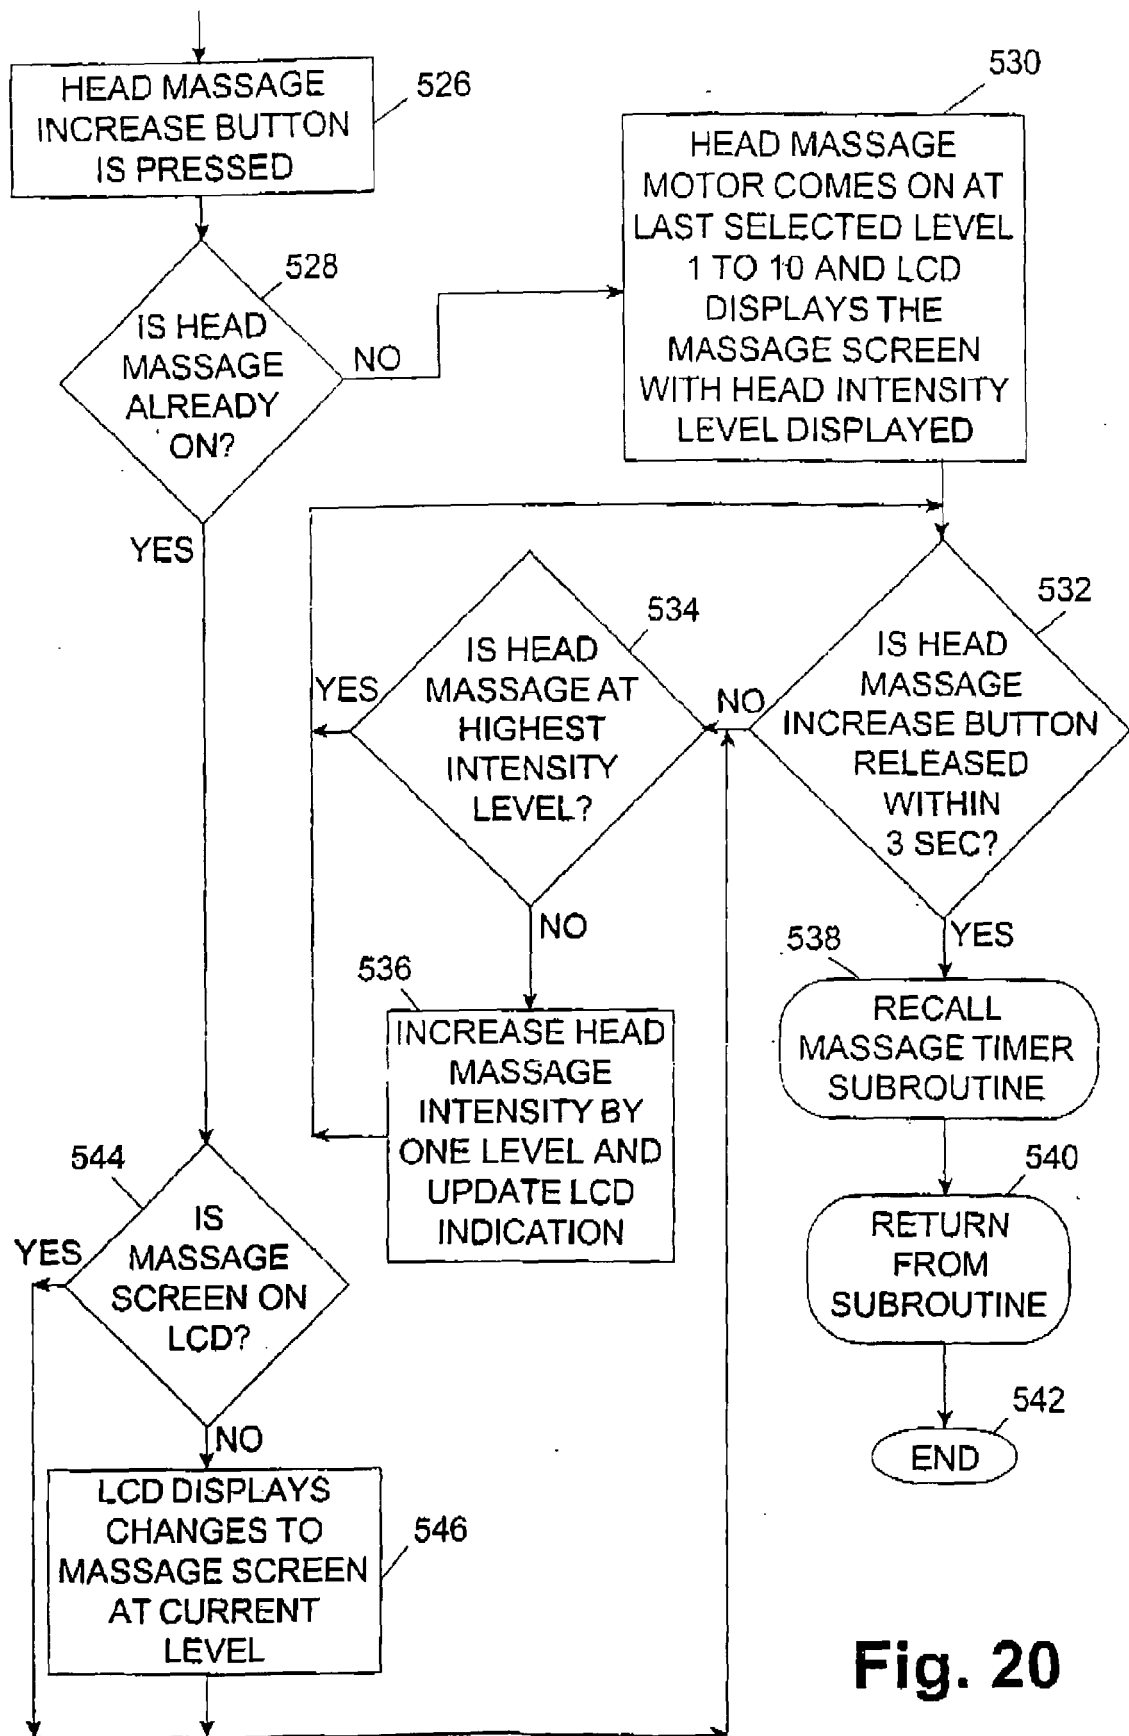 HEAD MASSAGE
INCREASE BUTTON
IS PRESSED
526
530
HEAD MASSAGE
MOTOR COMES ON AT
LAST SELECTED LEVEL
1 TO 10 AND LCD
DISPLAYS THE
MASSAGE SCREEN
WITH HEAD INTENSITY
LEVEL DISPLAYED
528
IS HEAD
MASSAGE
ALREADY
ON?
NO
YES
532
IS HEAD
MASSAGE
INCREASE BUTTON
RELEASED
WITHIN
3 SEC?
NO
YES
534
IS HEAD
MASSAGE AT
HIGHEST
INTENSITY
LEVEL?
YES
NO
536
INCREASE HEAD
MASSAGE
INTENSITY BY
ONE LEVEL AND
UPDATE LCD
INDICATION
538
RECALL
MASSAGE TIMER
SUBROUTINE
540
RETURN
FROM
SUBROUTINE
542
END
544
IS
MASSAGE
SCREEN ON
LCD?
YES
NO
LCD DISPLAYS
CHANGES TO
MASSAGE SCREEN
AT CURRENT
LEVEL
546
Fig. 20